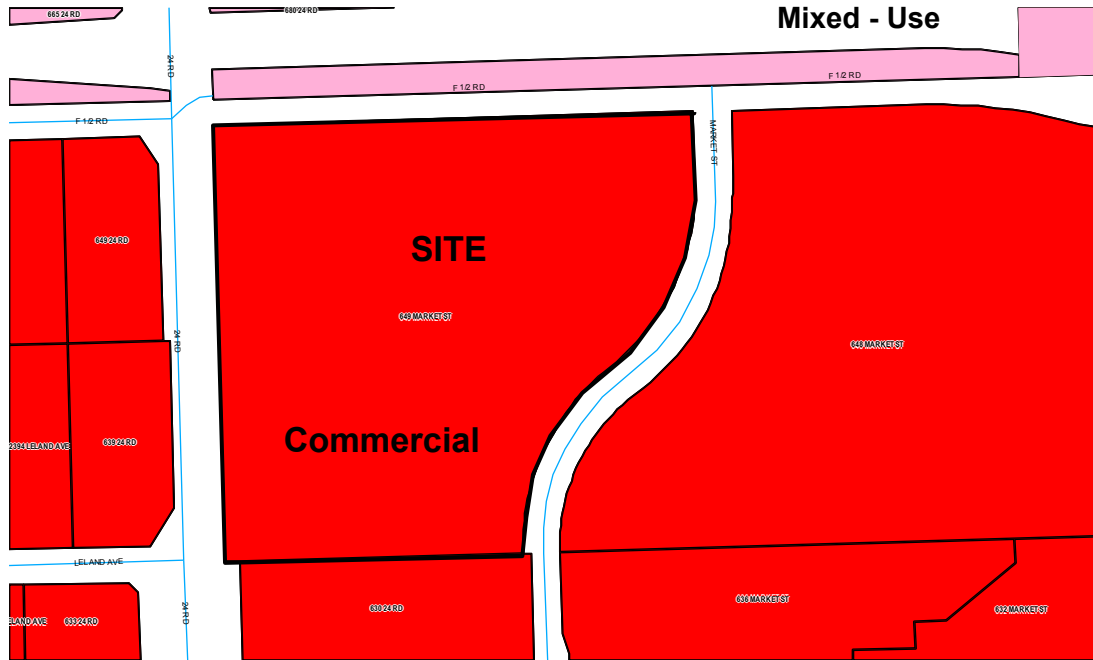 665 24 RD
680 24 RD
Mixed - Use
24 RD
F 1/2 RD
F 1/2 RD
F 1/2 RD
MARKET ST
649 24 RD
SITE
649 MARKET ST
24 RD
648 MARKET ST
2394 LELAND AVE
639 24 RD
Commercial
LELAND AVE
24 RD
630 24 RD
636 MARKET ST
632 MARKET ST
ELAND AVE
633 24 RD